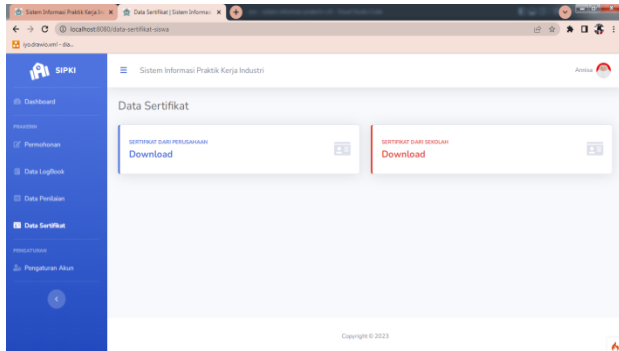 Sistem Informasi Praktik Kerja In
Data Sertifikat | Sistem Informasi
localhost:8080/data-sertifikat-siswa
SIPKI
Sistem Informasi Praktik Kerja Industri
Annisa
Dashboard
Data Sertifikat
PRAKERIN
Permohonan
SERTIFIKAT DARI PERUSAHAAN
Download
SERTIFIKAT DARI SEKOLAH
Download
Data LogBook
Data Penilaian
Data Sertifikat
PENGATURAN
Pengaturan Akun
Copyright © 2023